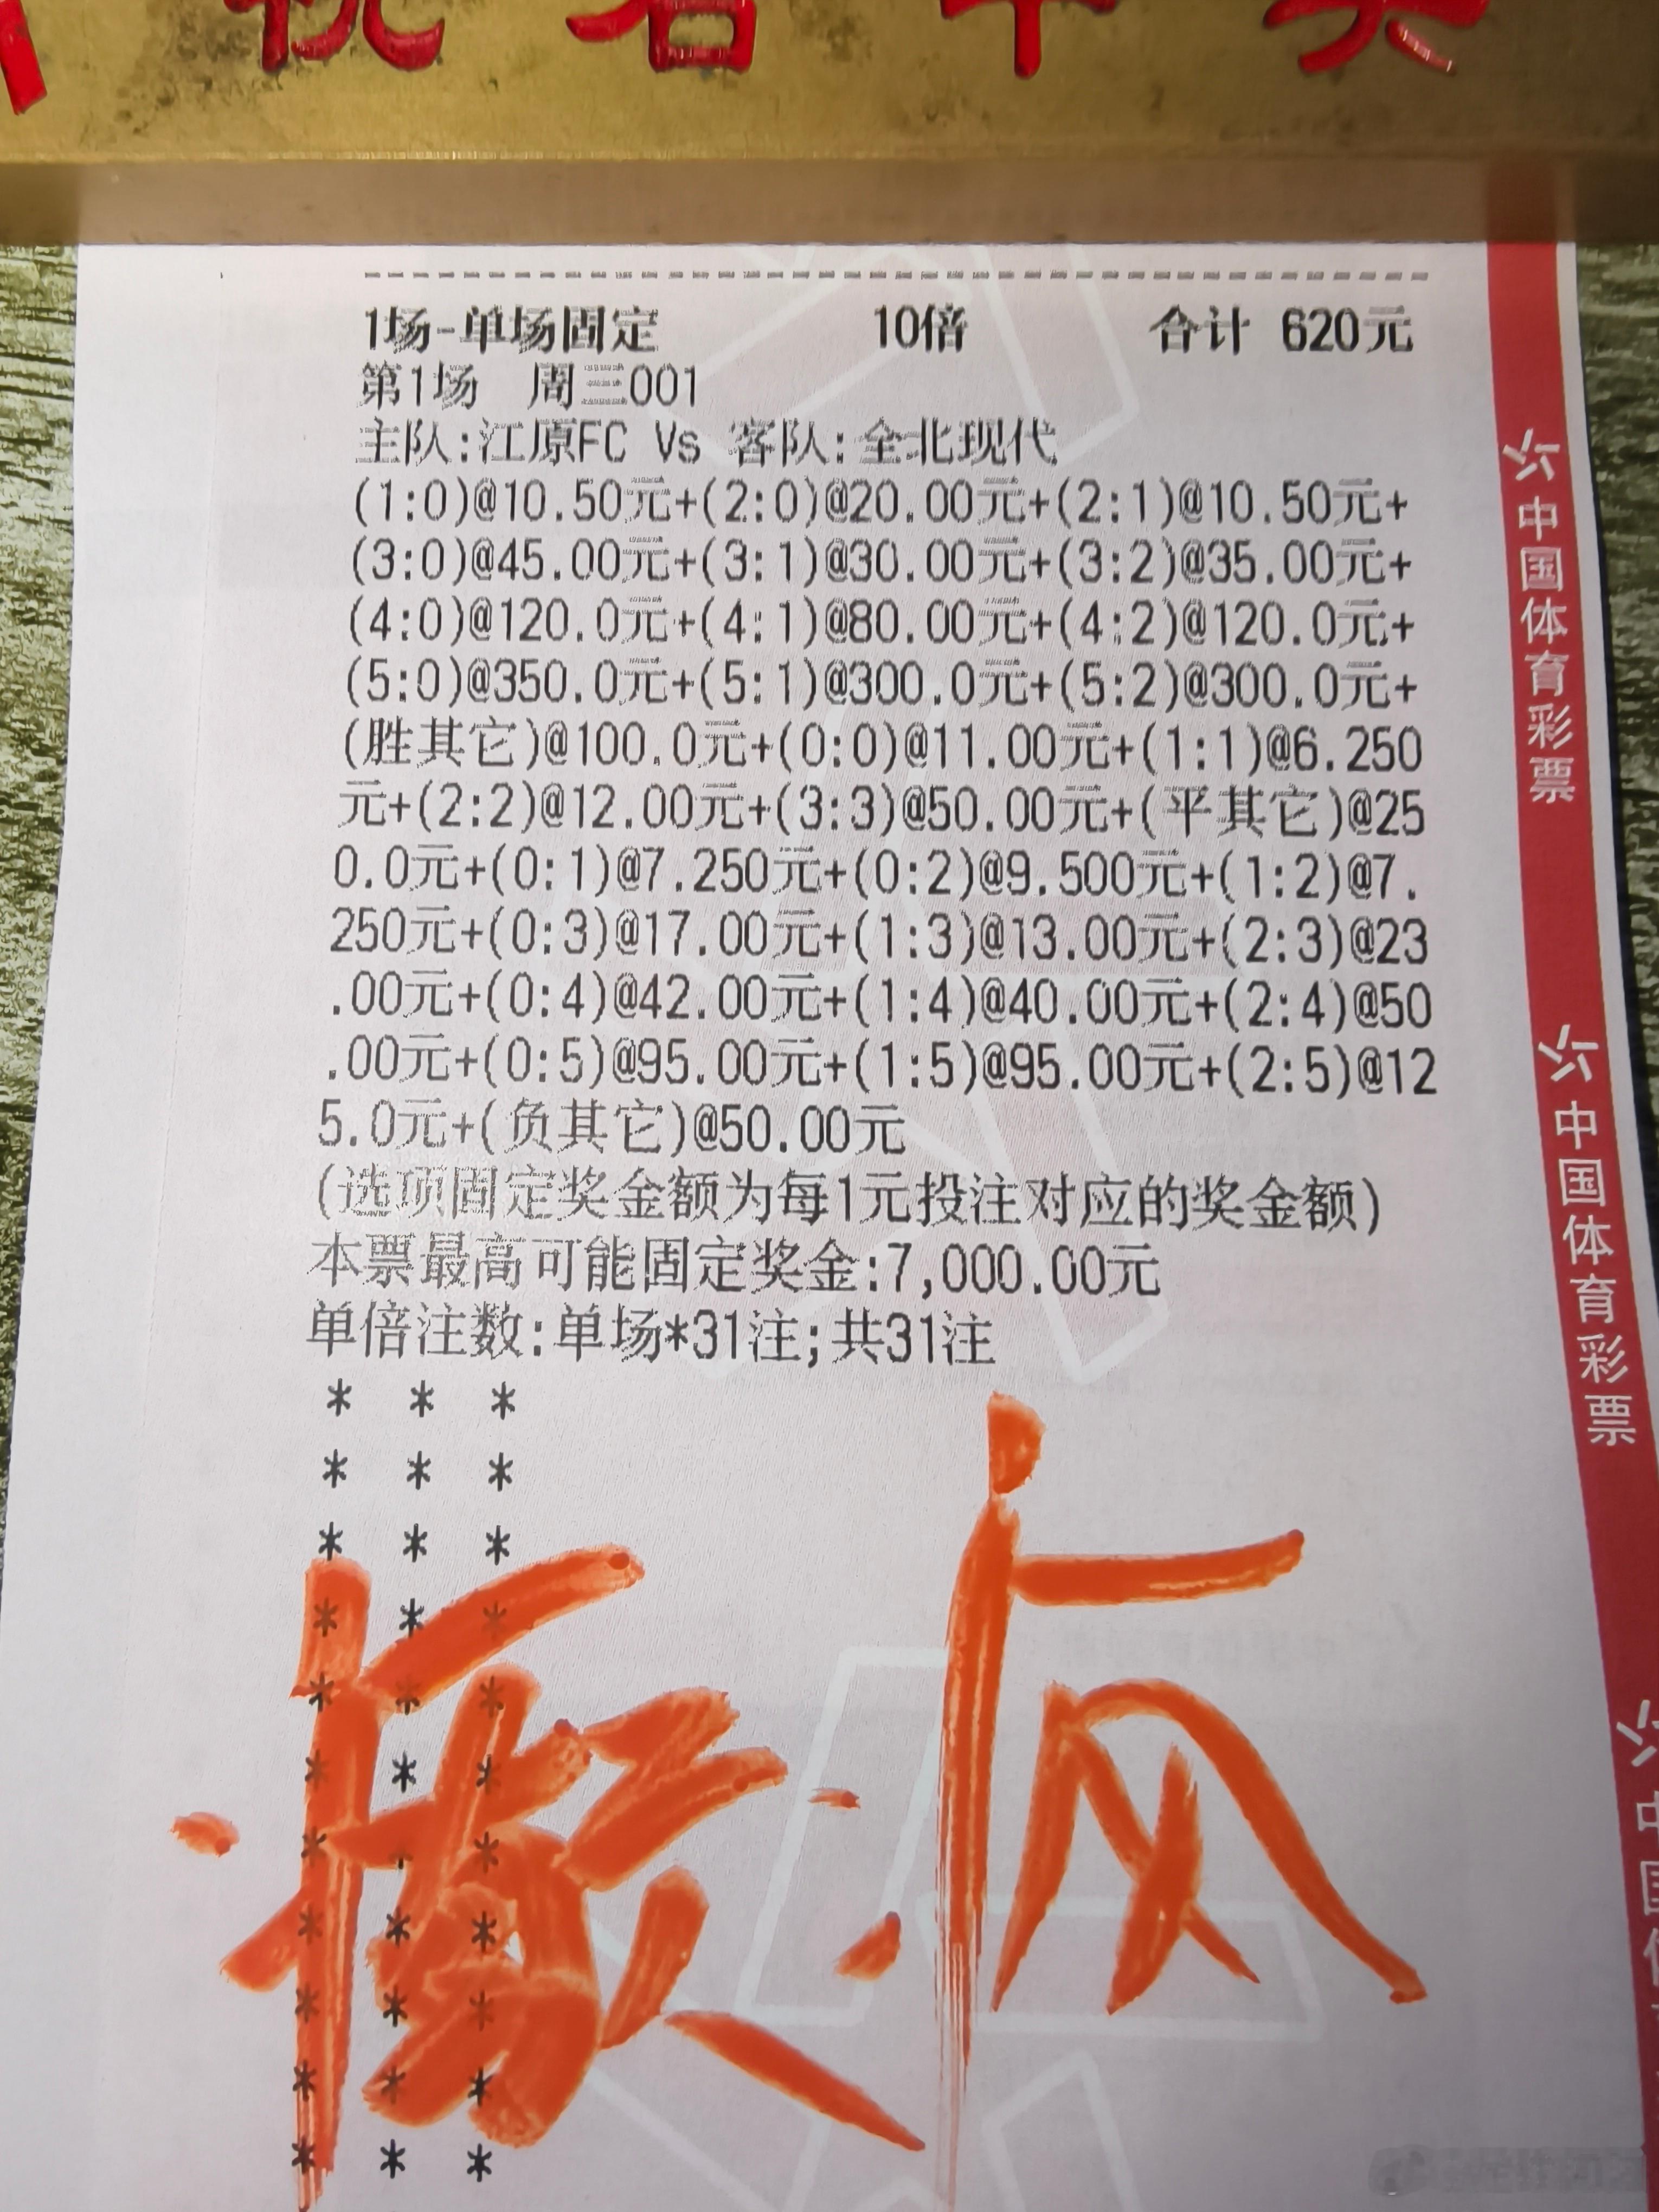 1场-单场固定 10倍 合计 620元
第1场 周三001
主队:江原FC Vs 客队:全北现代
(1:0)@10.50元+(2:0)@20.00元+(2:1)@10.50元+
(3:0)@45.00元+(3:1)@30.00元+(3:2)@35.00元+
(4:0)@120.0元+(4:1)@80.00元+(4:2)@120.0元+
(5:0)@350.0元+(5:1)@300.0元+(5:2)@300.0元+
(胜其它)@100.0元+(0:0)@11.00元+(1:1)@6.250
元+(2:2)@12.00元+(3:3)@50.00元+(平其它)@25
0.0元+(0:1)@7.250元+(0:2)@9.500元+(1:2)@7.
250元+(0:3)@17.00元+(1:3)@13.00元+(2:3)@23
.00元+(0:4)@42.00元+(1:4)@40.00元+(2:4)@50
.00元+(0:5)@95.00元+(1:5)@95.00元+(2:5)@12
5.0元+(负其它)@50.00元
(选项固定奖金额为每1元投注对应的奖金额)
本票最高可能固定奖金:7,000.00元
单倍注数:单场*31注;共31注
* * *
* * *
* * *
* * *
* * *
* * *
* * *
* * *
* * *
* * *
* * *
中国体育彩票
中国体育彩票